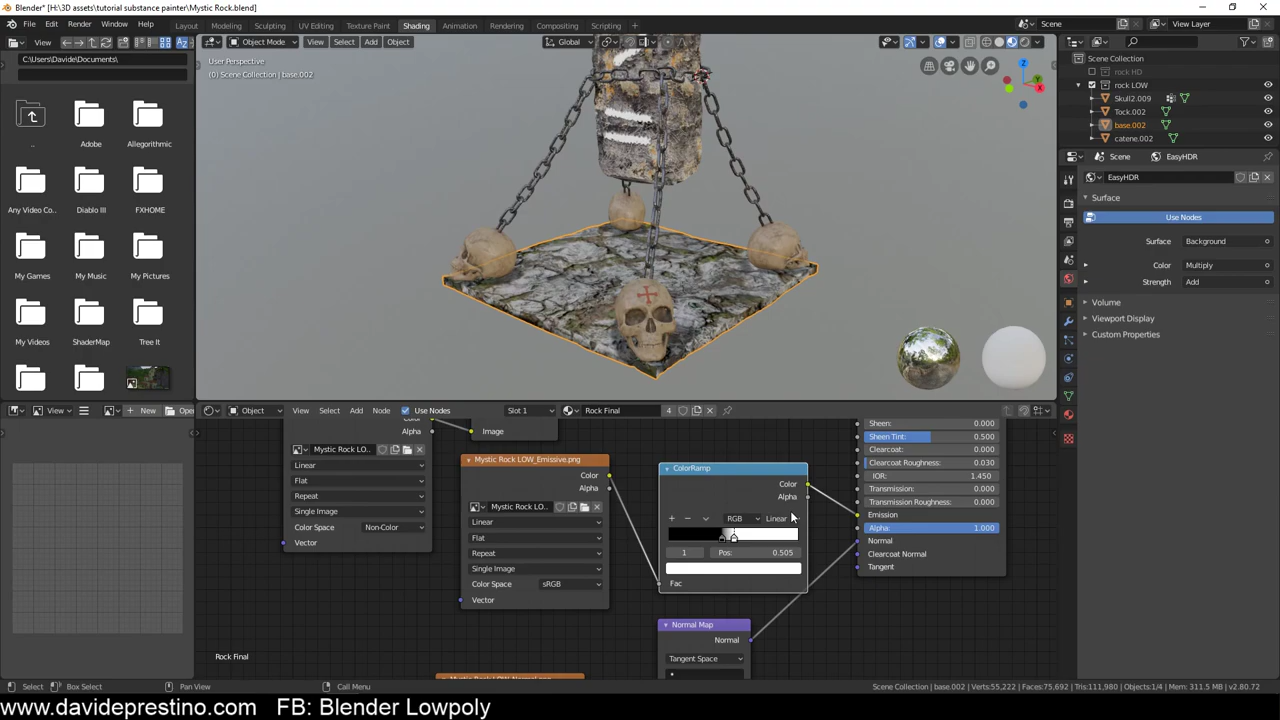 Blender* [H:\3D assets\tutorial substance painter\Mystic Rock.blend]
File Edit Render Window Help Layout Modeling Sculpting UV Editing Texture Paint Shading Animation Rendering Compositing Scripting Scene View Layer
View Object Mode View Select Add Object Global
C:\Users\Davide\Documents\
User Perspective
(0) Scene Collection | base.002
Scene Collection
rock HD
rock LOW
Skull2.009
Tock.002
base.002
catene.002
.. Adobe Allegorithmic
Any Video Co.. Diablo III FXHOME
My Games My Music My Pictures
My Videos ShaderMap Tree It
Z
Y
X
Scene EasyHDR
EasyHDR
Surface
Use Nodes
Surface Background
Color Multiply
Strength Add
Volume
Viewport Display
Custom Properties
View New Open
Object View Select Add Node Use Nodes Slot 1 Rock Final 4
Alpha
Mystic Rock LO..
Linear
Flat
Repeat
Single Image
Color Space Non-Color
Vector
Image
Mystic Rock LOW_Emissive.png
Color
Alpha
Mystic Rock LO..
Linear
Flat
Repeat
Single Image
Color Space sRGB
Vector
ColorRamp
Color
Alpha
RGB Linear
1 Pos: 0.505
Fac
Normal Map
Normal
Tangent Space
Sheen: 0.000
Sheen Tint: 0.500
Clearcoat: 0.000
Clearcoat Roughness: 0.030
IOR: 1.450
Transmission: 0.000
Transmission Roughness: 0.000
Emission
Alpha: 1.000
Normal
Clearcoat Normal
Tangent
Rock Final
Select Box Select Pan View Call Menu
Scene Collection | base.002 | Verts:55,222 | Faces:75,692 | Tris:111,980 | Objects:1/4 | Mem: 311.5 MB | v2.80.72
www.davideprestino.com FB: Blender Lowpoly